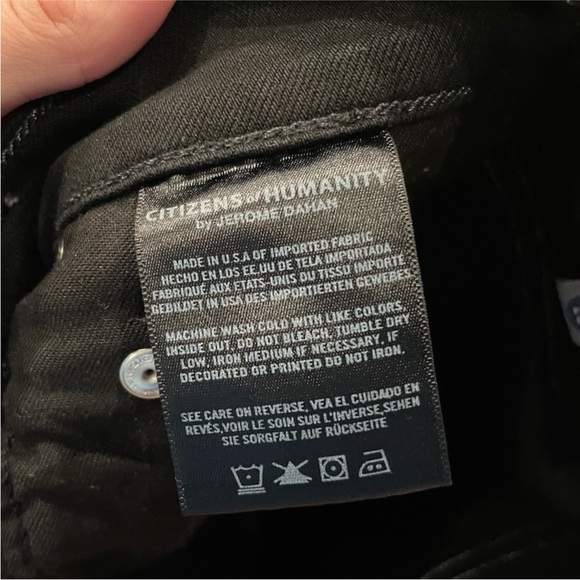 CITIZENS of HUMANITY
by JEROME DAHAN
MADE IN U.S.A OF IMPORTED FABRIC
HECHO EN LOS EE.UU DE TELA IMPORTADA
FABRIQUÉ AUX ETATS-UNIS DU TISSU IMPORTE
GEBILDET IN USA DES IMPORTIERTEN GEWEBES
MACHINE WASH COLD WITH LIKE COLORS,
INSIDE OUT. DO NOT BLEACH. TUMBLE DRY
LOW, IRON MEDIUM IF NECESSARY, IF
DECORATED OR PRINTED DO NOT IRON.
SEE CARE ON REVERSE, VEA EL CUIDADO EN
REVÉS,VOIR LE SOIN SUR L'INVERSE,SEHEN
SIE SORGFALT AUF RÜCKSEITE